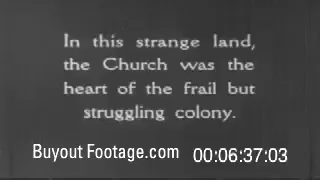 In this strange land,
the Church was the
heart of the frail but
struggling colony.
Buyout Footage.com 00:06:37:03